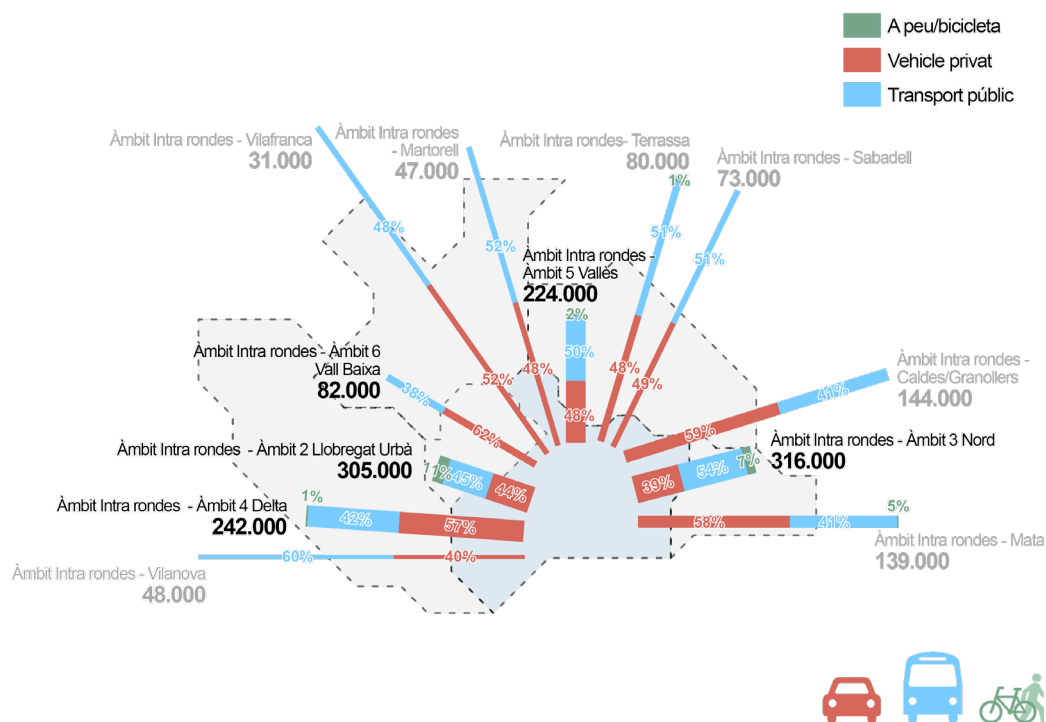 A peu/bicicleta
Vehicle privat
Transport públic
Àmbit Intra rondes - Vilafranca
31.000
Àmbit Intra rondes
- Martorell
47.000
Àmbit Intra rondes- Terrassa
80.000
Àmbit Intra rondes - Sabadell
73.000
1%
48%
52%
51%
51%
Àmbit Intra rondes -
Àmbit 5 Vallès
224.000
2%
50%
48%
Àmbit Intra rondes - Àmbit 6
Vall Baixa
82.000
38%
62%
52%
48%
48%
49%
Àmbit Intra rondes -
Caldes/Granollers
144.000
41%
59%
Àmbit Intra rondes - Àmbit 2 Llobregat Urbà
305.000
11%
45%
44%
Àmbit Intra rondes - Àmbit 3 Nord
316.000
39%
54%
7%
Àmbit Intra rondes - Àmbit 4 Delta
242.000
1%
42%
57%
58%
41%
5%
Àmbit Intra rondes - Mata
139.000
60%
40%
Àmbit Intra rondes - Vilanova
48.000